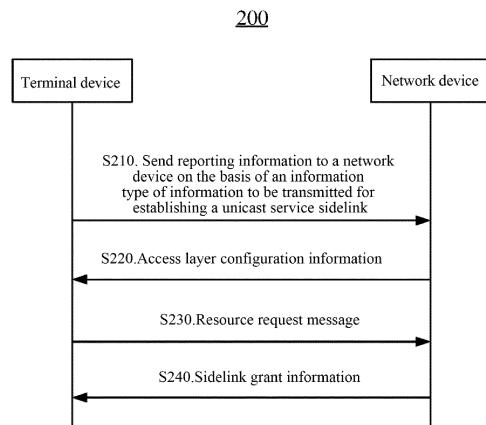 200
Terminal device
Network device
S210. Send reporting information to a network
device on the basis of an information
type of information to be transmitted for
establishing a unicast service sidelink
S220.Access layer configuration information
S230.Resource request message
S240.Sidelink grant information